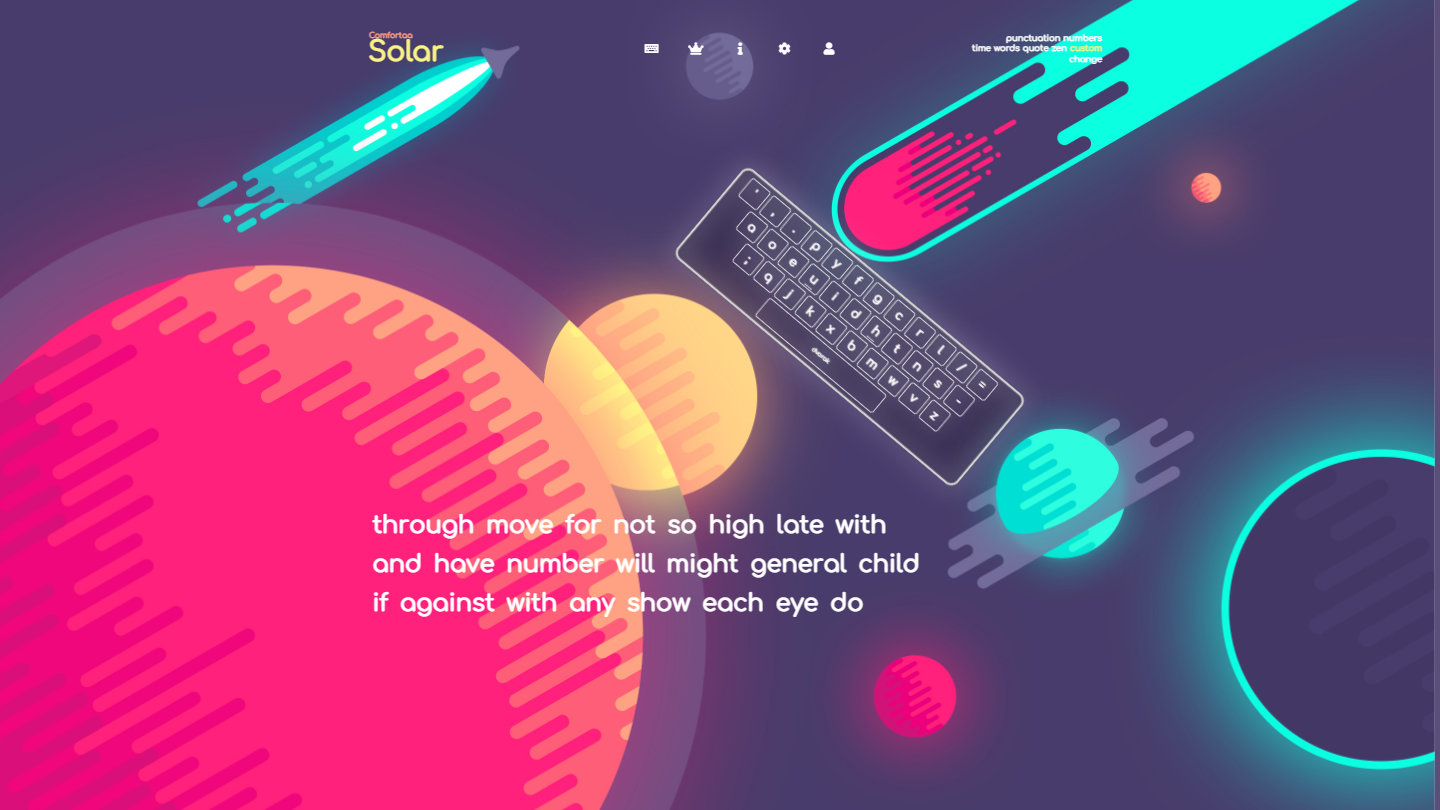 Comfortaa
Solar
punctuation numbers
time words quote zen custom
change
' , . p y f g c r l / =
a o e u i d h t n s -
; q j k x b m w v z
dvorak
through move for not so high late with
and have number will might general child
if against with any show each eye do